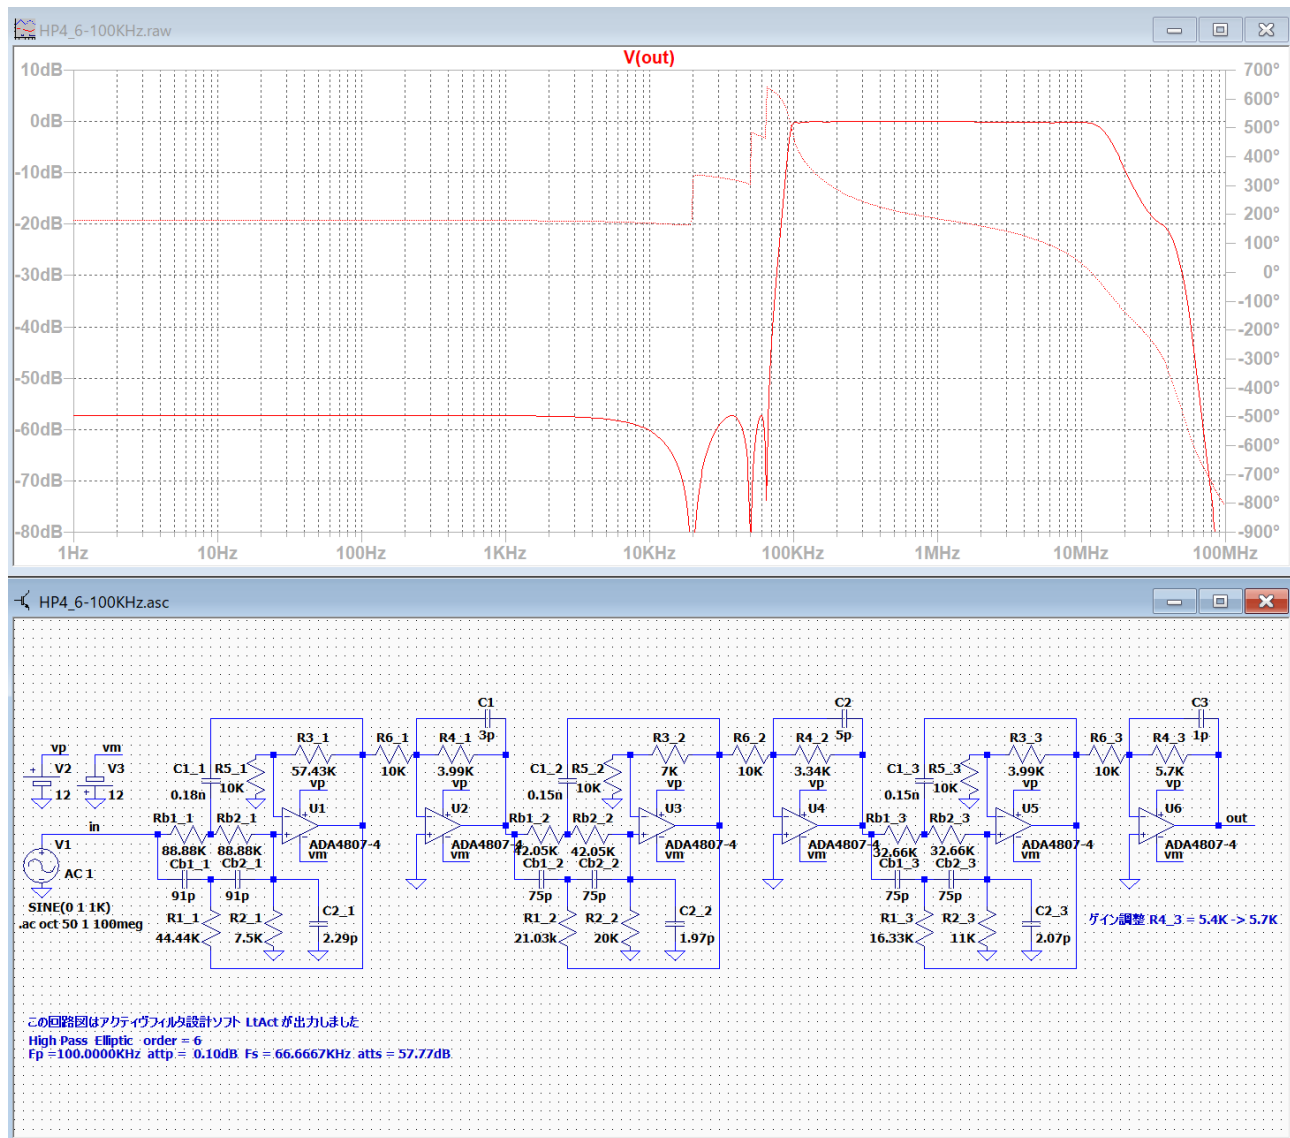 HP4_6-100KHz.raw
V(out)
10dB
0dB
-10dB
-20dB
-30dB
-40dB
-50dB
-60dB
-70dB
-80dB
700°
600°
500°
400°
300°
200°
100°
0°
-100°
-200°
-300°
-400°
-500°
-600°
-700°
-800°
-900°
1Hz 10Hz 100Hz 1KHz 10KHz 100KHz 1MHz 10MHz 100MHz
HP4_6-100KHz.asc
vp vm
V2 V3
12 12
in
V1
AC 1
SINE(0 1 1K)
.ac oct 50 1 100meg
C1_1
0.18n
R5_1
10K
R3_1
57.43K
vp
U1
ADA4807-4
vm
Rb1_1
88.88K
Rb2_1
88.88K
Cb1_1
91p
Cb2_1
91p
R1_1
44.44K
R2_1
7.5K
C2_1
2.29p
R6_1
10K
C1
3p
R4_1
3.99K
vp
U2
ADA4807-4
vm
C1_2
0.15n
R5_2
10K
R3_2
7K
vp
U3
ADA4807-4
vm
Rb1_2
42.05K
Rb2_2
42.05K
Cb1_2
75p
Cb2_2
75p
R1_2
21.03k
R2_2
20K
C2_2
1.97p
R6_2
10K
C2
5p
R4_2
3.34K
vp
U4
ADA4807-4
vm
C1_3
0.15n
R5_3
10K
R3_3
3.99K
vp
U5
ADA4807-4
vm
Rb1_3
32.66K
Rb2_3
32.66K
Cb1_3
75p
Cb2_3
75p
R1_3
16.33K
R2_3
11K
C2_3
2.07p
R6_3
10K
C3
1p
R4_3
5.7K
vp
U6
ADA4807-4
vm
out
ゲイン調整 R4_3 = 5.4K -> 5.7K
この回路図はアクティヴフィルタ設計ソフト LtAct が出力しました
High Pass Elliptic order = 6
Fp =100.0000KHz attp = 0.10dB Fs = 66.6667KHz atts = 57.77dB